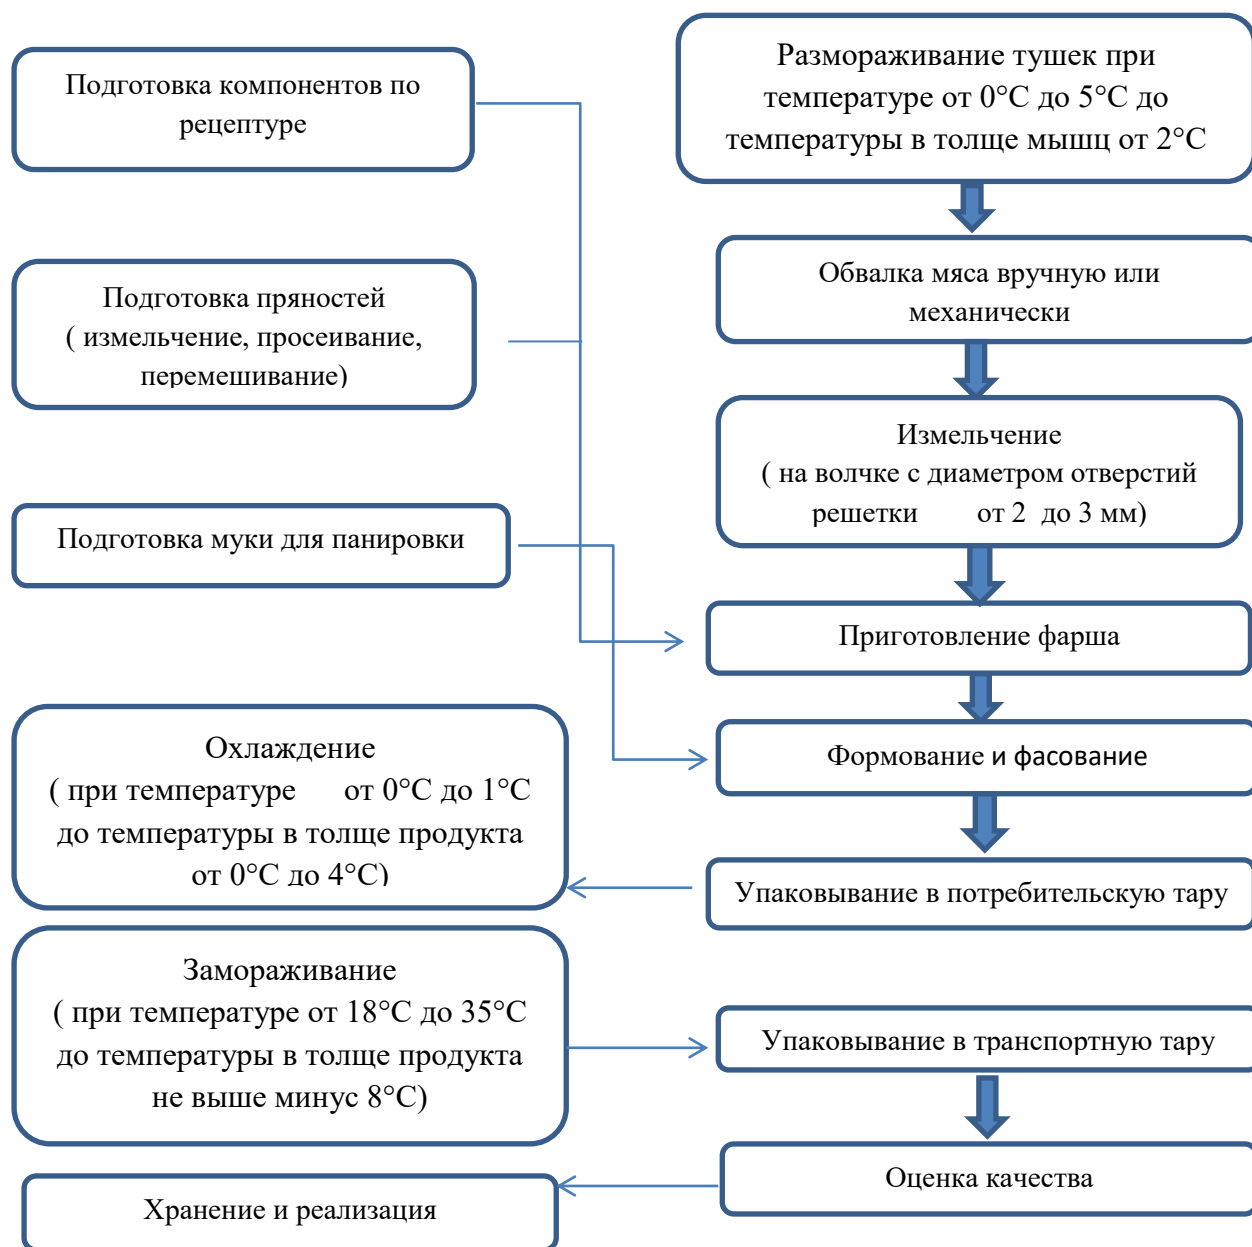 Подготовка компонентов по
рецептуре
Размораживание тушек при
температуре от 0°C до 5°C до
температуры в толще мышц от 2°C
Подготовка пряностей
( измельчение, просеивание,
перемешивание)
Обвалка мяса вручную или
механически
Измельчение
( на волчке с диаметром отверстий
решетки от 2 до 3 мм)
Подготовка муки для панировки
Приготовление фарша
Формование и фасование
Охлаждение
( при температуре от 0°C до 1°C
до температуры в толще продукта
от 0°C до 4°C)
Упаковывание в потребительскую тару
Замораживание
( при температуре от 18°C до 35°C
до температуры в толще продукта
не выше минус 8°C)
Упаковывание в транспортную тару
Оценка качества
Хранение и реализация